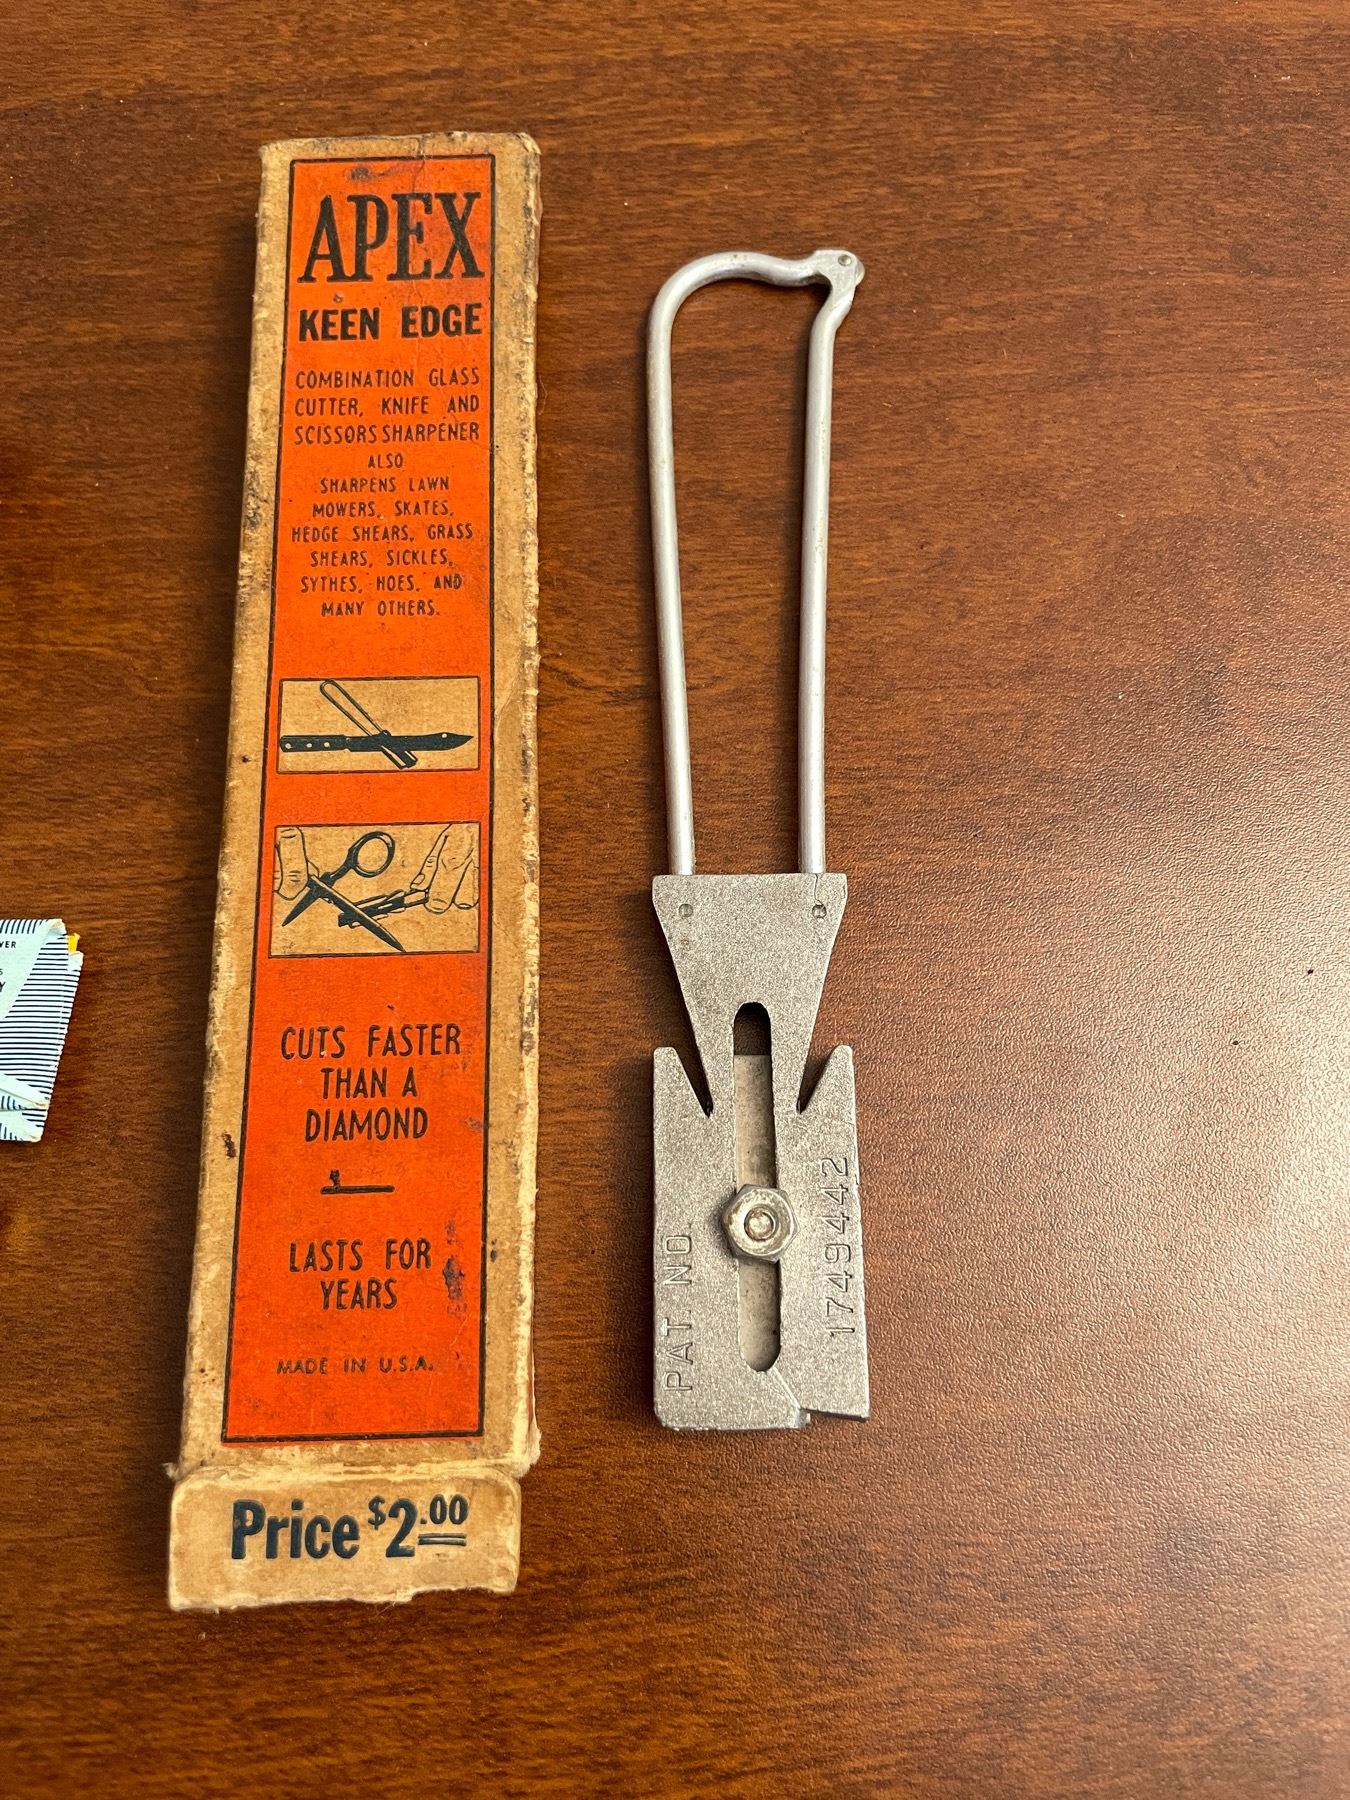 APEX
KEEN EDGE
COMBINATION GLASS
CUTTER, KNIFE AND
SCISSORS SHARPENER
ALSO
SHARPENS LAWN
MOWERS, SKATES,
HEDGE SHEARS, GRASS
SHEARS, SICKLES,
SYTHES, HOES, AND
MANY OTHERS.
CUTS FASTER
THAN A
DIAMOND
LASTS FOR
YEARS
MADE IN U.S.A.
Price $2.00
PAT. NO.
1749442